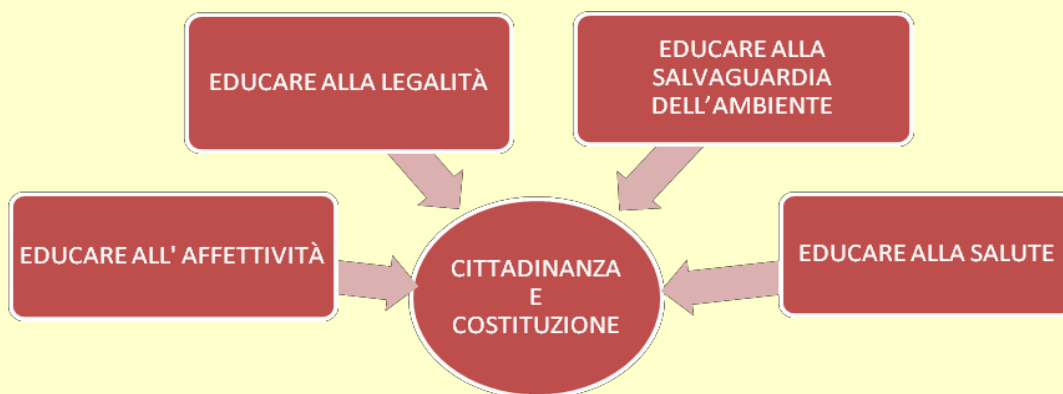 EDUCARE ALLA LEGALITÀ
EDUCARE ALLA
SALVAGUARDIA
DELL'AMBIENTE
EDUCARE ALL' AFFETTIVITÀ
CITTADINANZA
E
COSTITUZIONE
EDUCARE ALLA SALUTE